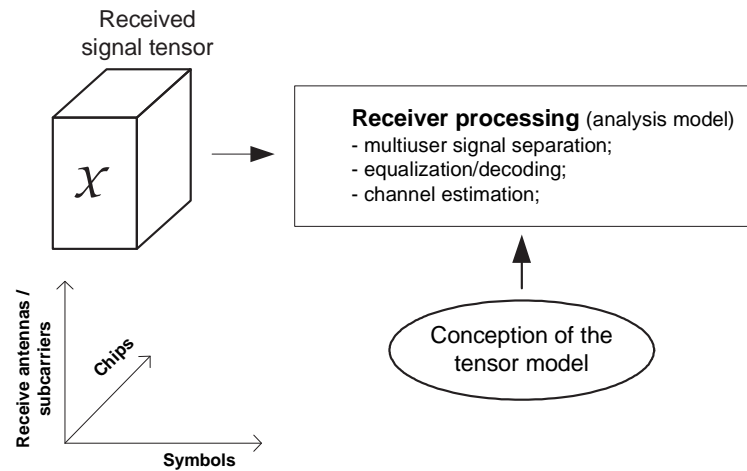 Received
signal tensor
X
Receiver processing (analysis model)
- multiuser signal separation;
- equalization/decoding;
- channel estimation;
Conception of the
tensor model
Receive antennas /
subcarriers
Chips
Symbols